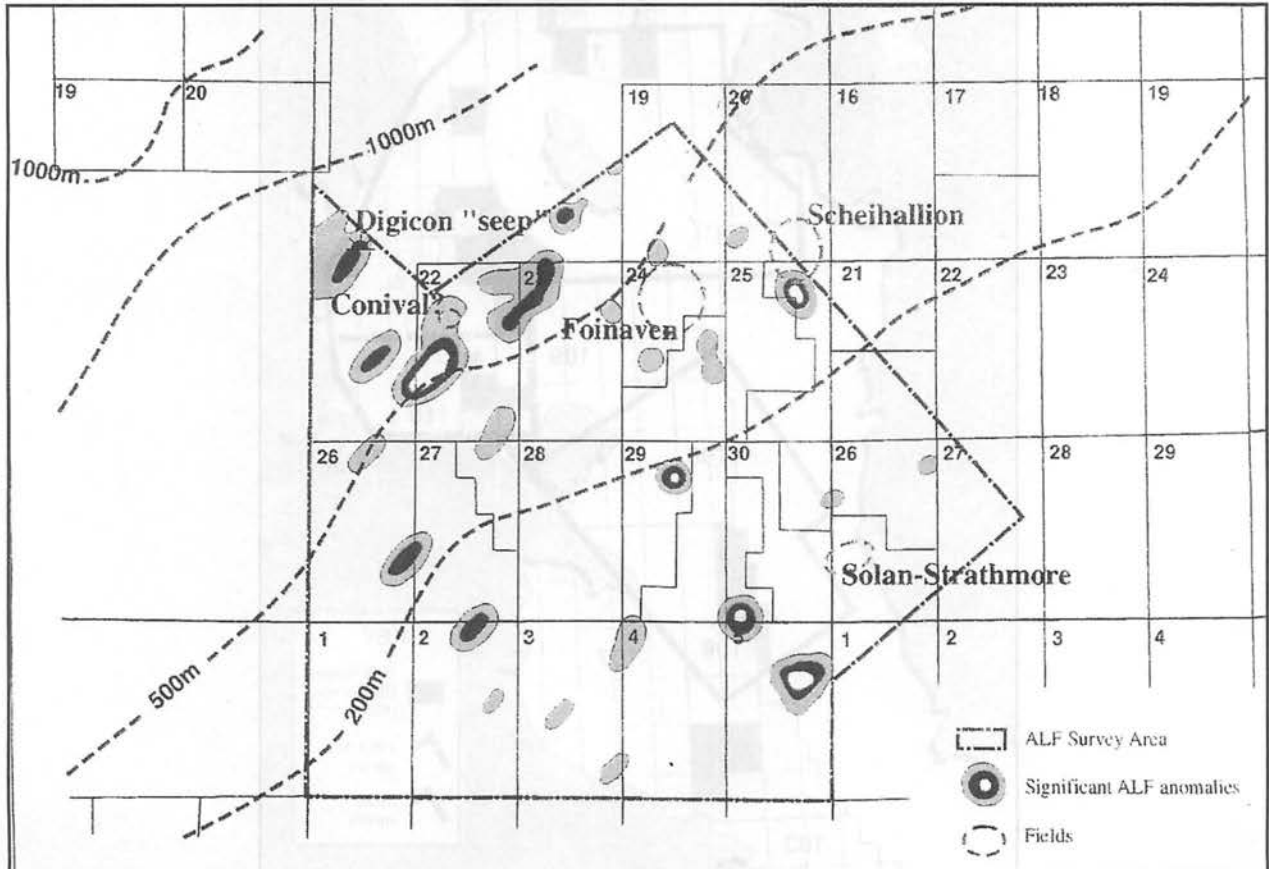 19 20
19 20 16 17 18 19
1000m
1000m
Digicon "seep"
Scheihallion
22 23 24 25 21 22 23 24
Conival?
Foinaven
26 27 28 29 30 26 27 28 29
Solan-Strathmore
1 2 3 4 5 1 2 3 4
500m
200m
ALF Survey Area
Significant ALF anomalies
Fields